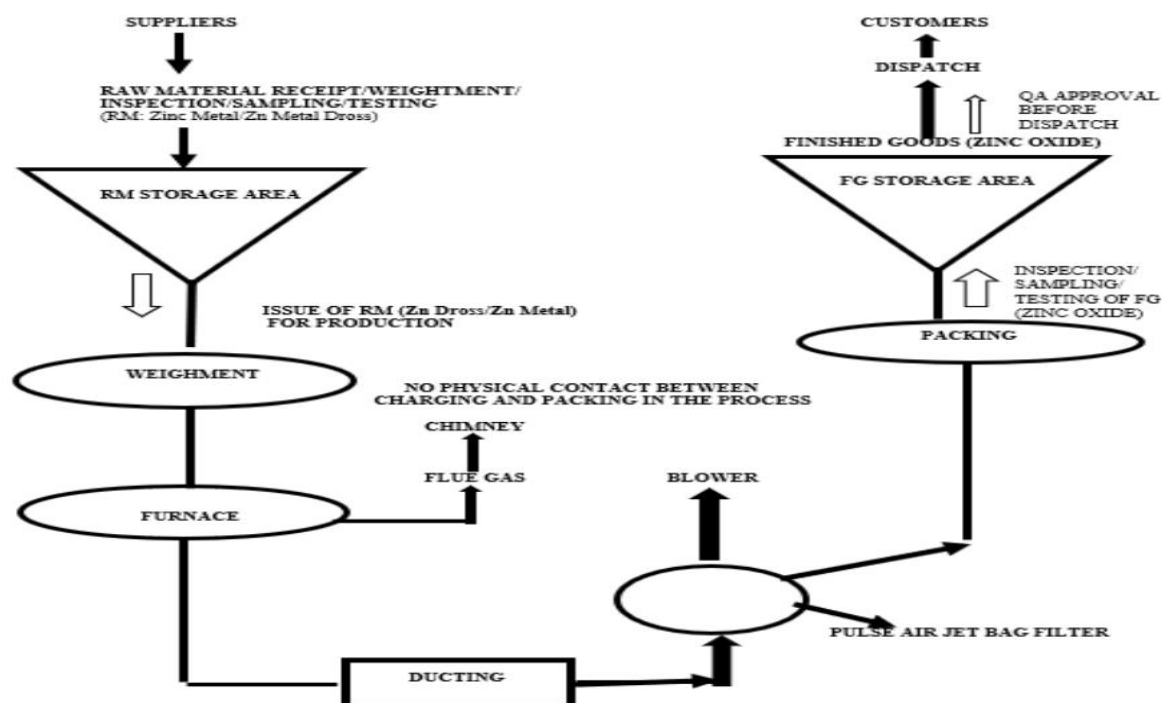 SUPPLIERS
RAW MATERIAL RECEIPT/WEIGHTMENT/
INSPECTION/SAMPLING/TESTING
(RM: Zinc Metal/Zn Metal Dross)
RM STORAGE AREA
ISSUE OF RM (Zn Dross/Zn Metal)
FOR PRODUCTION
WEIGHMENT
NO PHYSICAL CONTACT BETWEEN
CHARGING AND PACKING IN THE PROCESS
CHIMNEY
FLUE GAS
FURNACE
DUCTING
BLOWER
PULSE AIR JET BAG FILTER
PACKING
INSPECTION/
SAMPLING/
TESTING OF FG
(ZINC OXIDE)
FG STORAGE AREA
FINISHED GOODS (ZINC OXIDE)
QA APPROVAL
BEFORE
DISPATCH
DISPATCH
CUSTOMERS